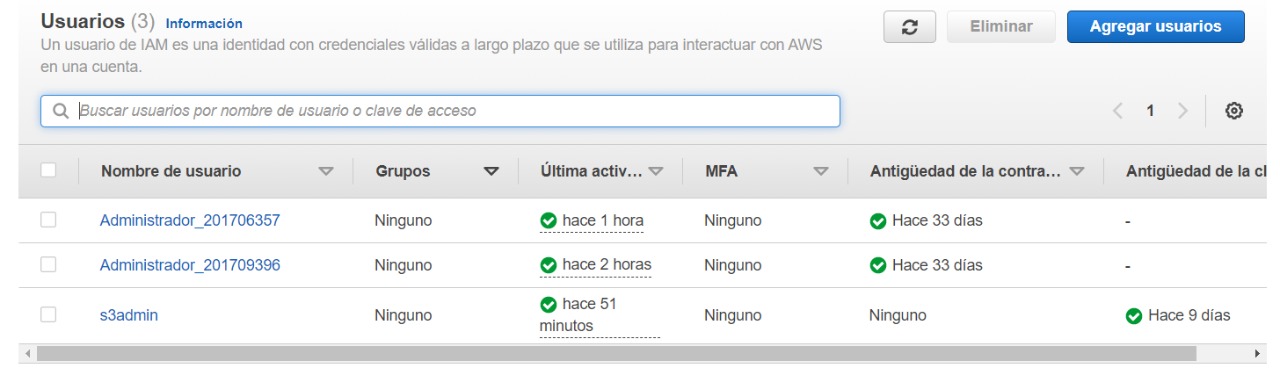 Usuarios (3) Información
Un usuario de IAM es una identidad con credenciales válidas a largo plazo que se utiliza para interactuar con AWS
en una cuenta.
Eliminar
Agregar usuarios
Buscar usuarios por nombre de usuario o clave de acceso
1
Nombre de usuario Grupos Última activ... MFA Antigüedad de la contra... Antigüedad de la cl
Administrador_201706357 Ninguno hace 1 hora Ninguno Hace 33 días -
Administrador_201709396 Ninguno hace 2 horas Ninguno Hace 33 días -
s3admin Ninguno hace 51 Ninguno Ninguno Hace 9 días
minutos